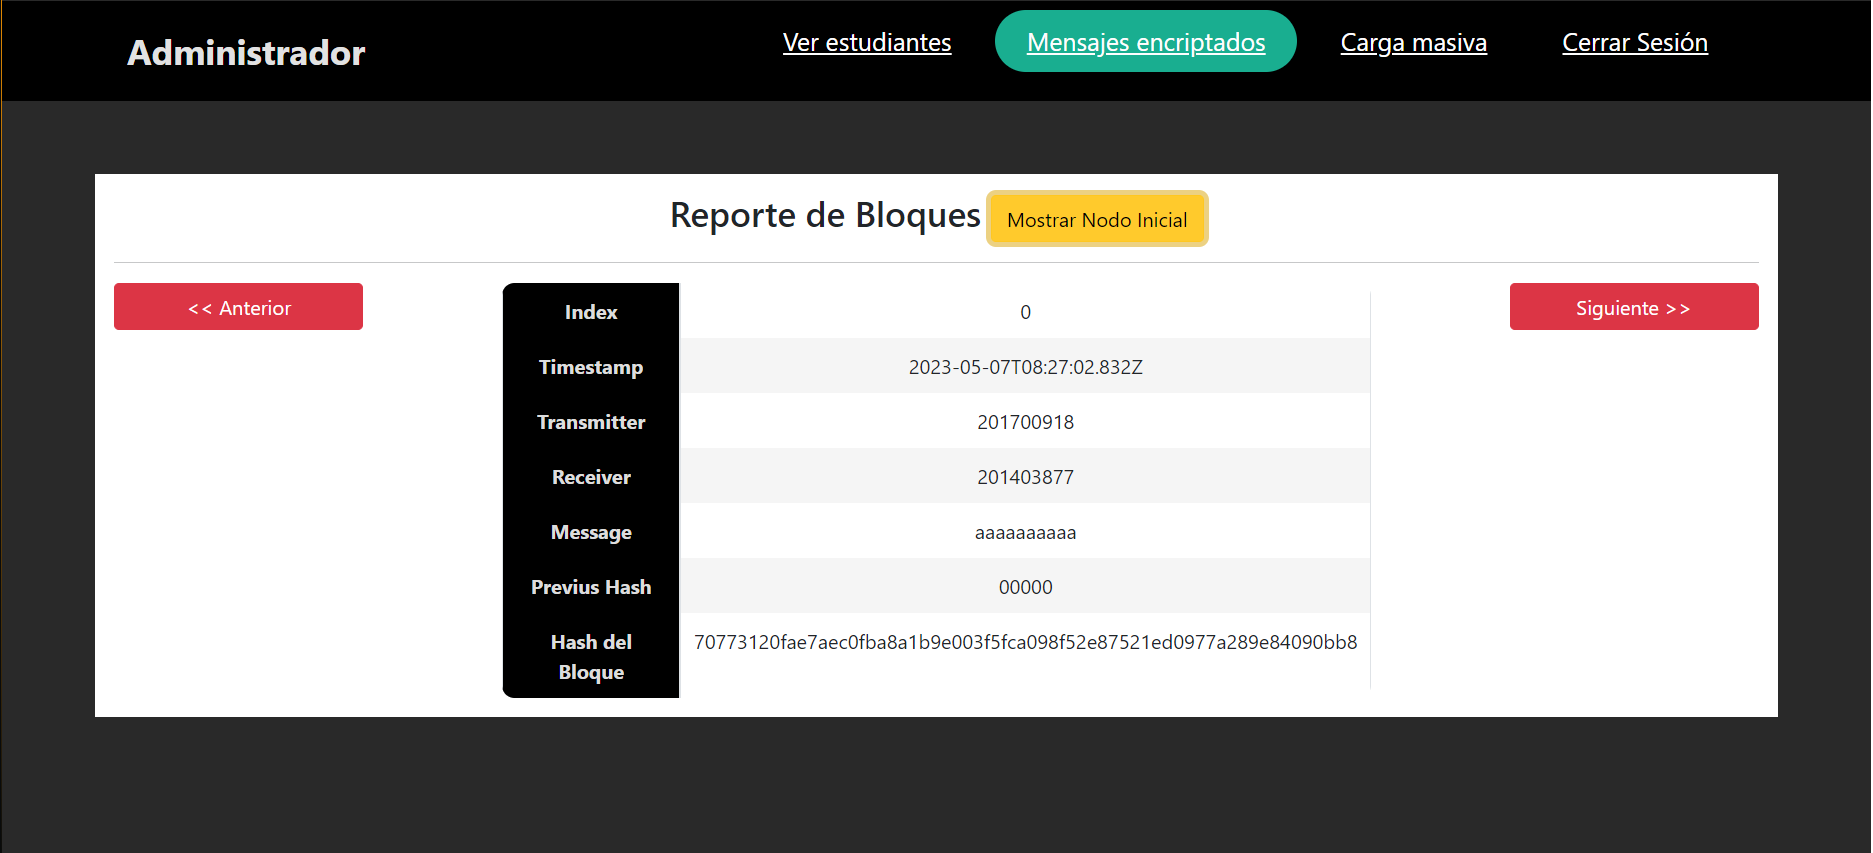 Administrador
Ver estudiantes
Mensajes encriptados
Carga masiva
Cerrar Sesión
Reporte de Bloques
Mostrar Nodo Inicial
<< Anterior
Siguiente >>
Index 0
Timestamp 2023-05-07T08:27:02.832Z
Transmitter 201700918
Receiver 201403877
Message aaaaaaaaaa
Previus Hash 00000
Hash del 70773120fae7aec0fba8a1b9e003f5fca098f52e87521ed0977a289e84090bb8
Bloque